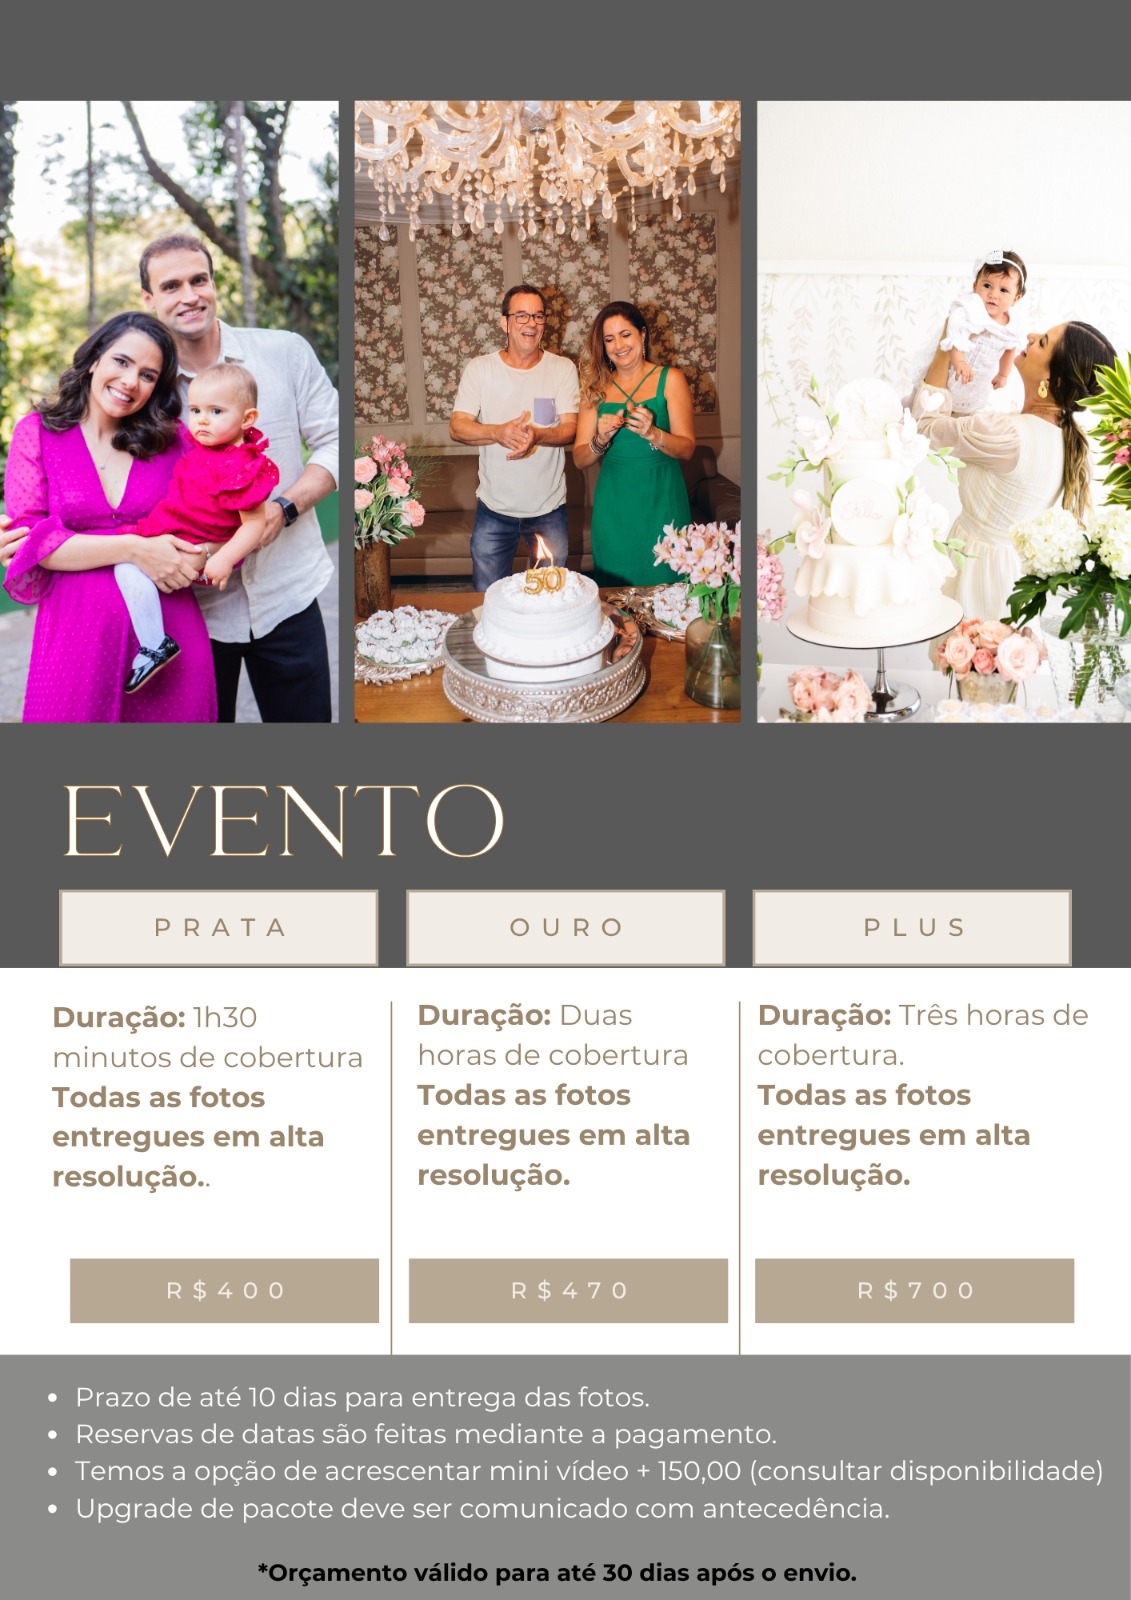 50
EVENTO
PRATA
OURO
PLUS
Duração: 1h30
minutos de cobertura
Todas as fotos
entregues em alta
resolução..
R$400
Duração: Duas
horas de cobertura
Todas as fotos
entregues em alta
resolução.
R$470
Duração: Três horas de
cobertura.
Todas as fotos
entregues em alta
resolução.
R$700
• Prazo de até 10 dias para entrega das fotos.
• Reservas de datas são feitas mediante a pagamento.
• Temos a opção de acrescentar mini vídeo + 150,00 (consultar disponibilidade)
• Upgrade de pacote deve ser comunicado com antecedência.
*Orçamento válido para até 30 dias após o envio.